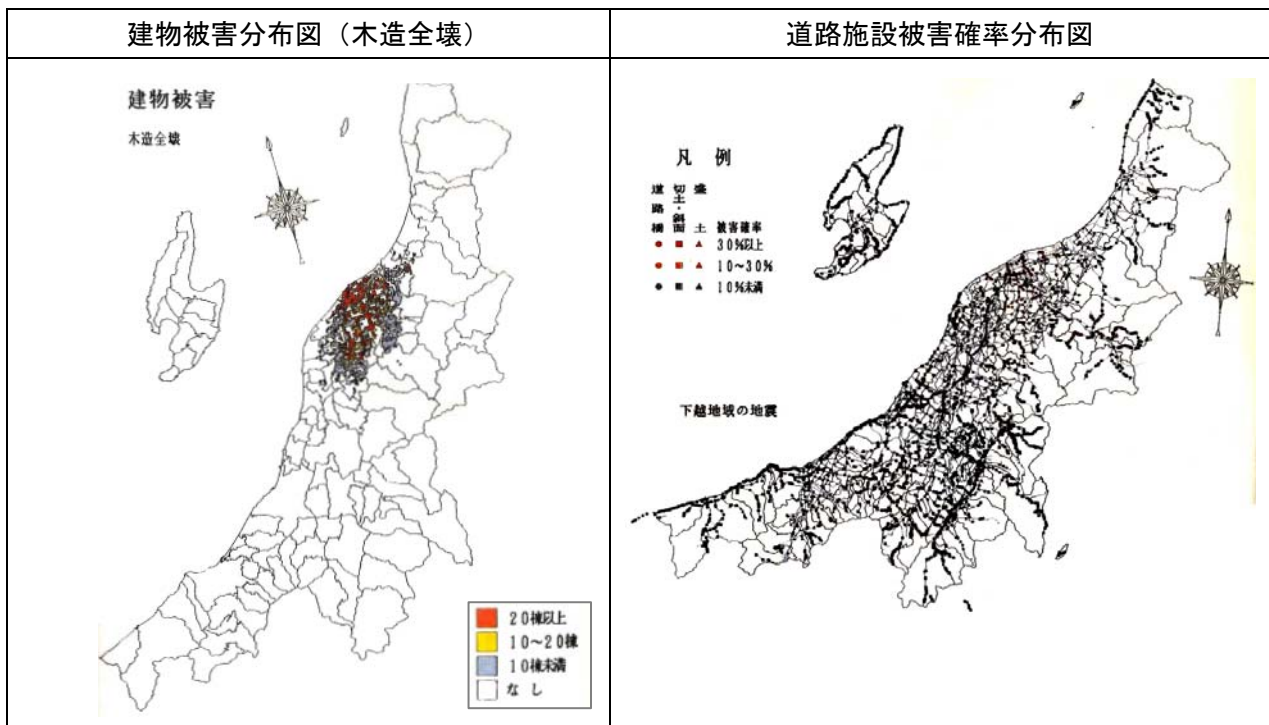 建物被害分布図（木造全壊）
道路施設被害確率分布図
建物被害
木造全壊
20棟以上
10～20棟
10棟未満
なし
凡例
道路橋
切土・斜面
盛土
被害確率
30%以上
10～30%
10%未満
下越地域の地震